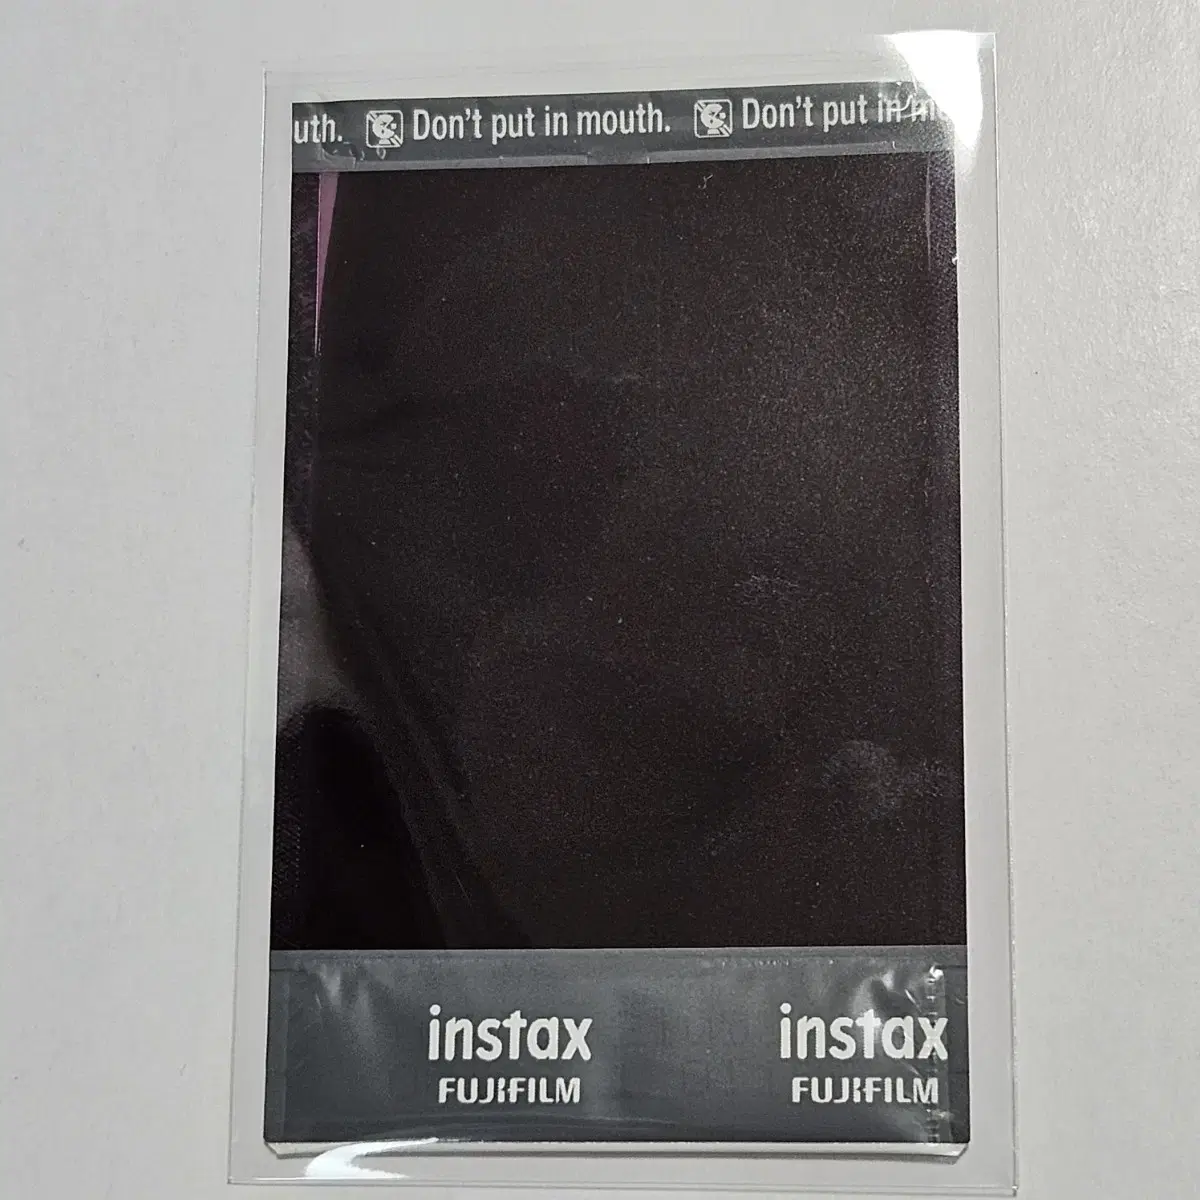 uth. Don't put in mouth. Don't put in m
instax instax
FUJIFILM FUJIFILM